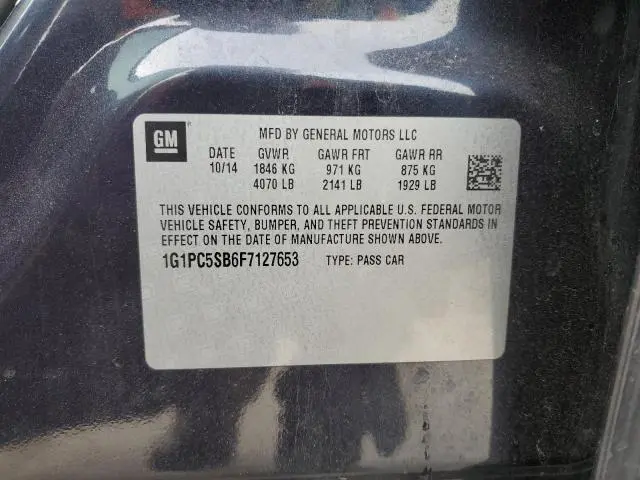 GM
MFD BY GENERAL MOTORS LLC
DATE GVWR GAWR FRT GAWR RR
10/14 1846 KG 971 KG 875 KG
4070 LB 2141 LB 1929 LB
THIS VEHICLE CONFORMS TO ALL APPLICABLE U.S. FEDERAL MOTOR
VEHICLE SAFETY, BUMPER, AND THEFT PREVENTION STANDARDS IN
EFFECT ON THE DATE OF MANUFACTURE SHOWN ABOVE.
1G1PC5SB6F7127653 TYPE: PASS CAR